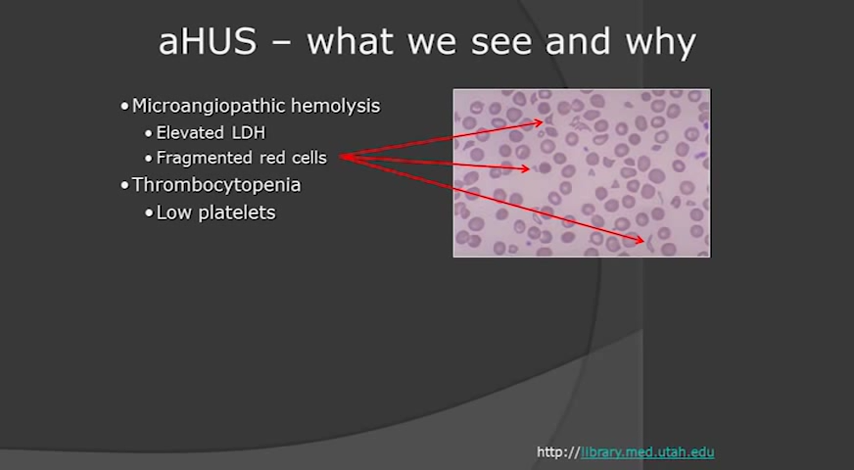 aHUS – what we see and why
•Microangiopathic hemolysis
•Elevated LDH
•Fragmented red cells
•Thrombocytopenia
•Low platelets
http://library.med.utah.edu